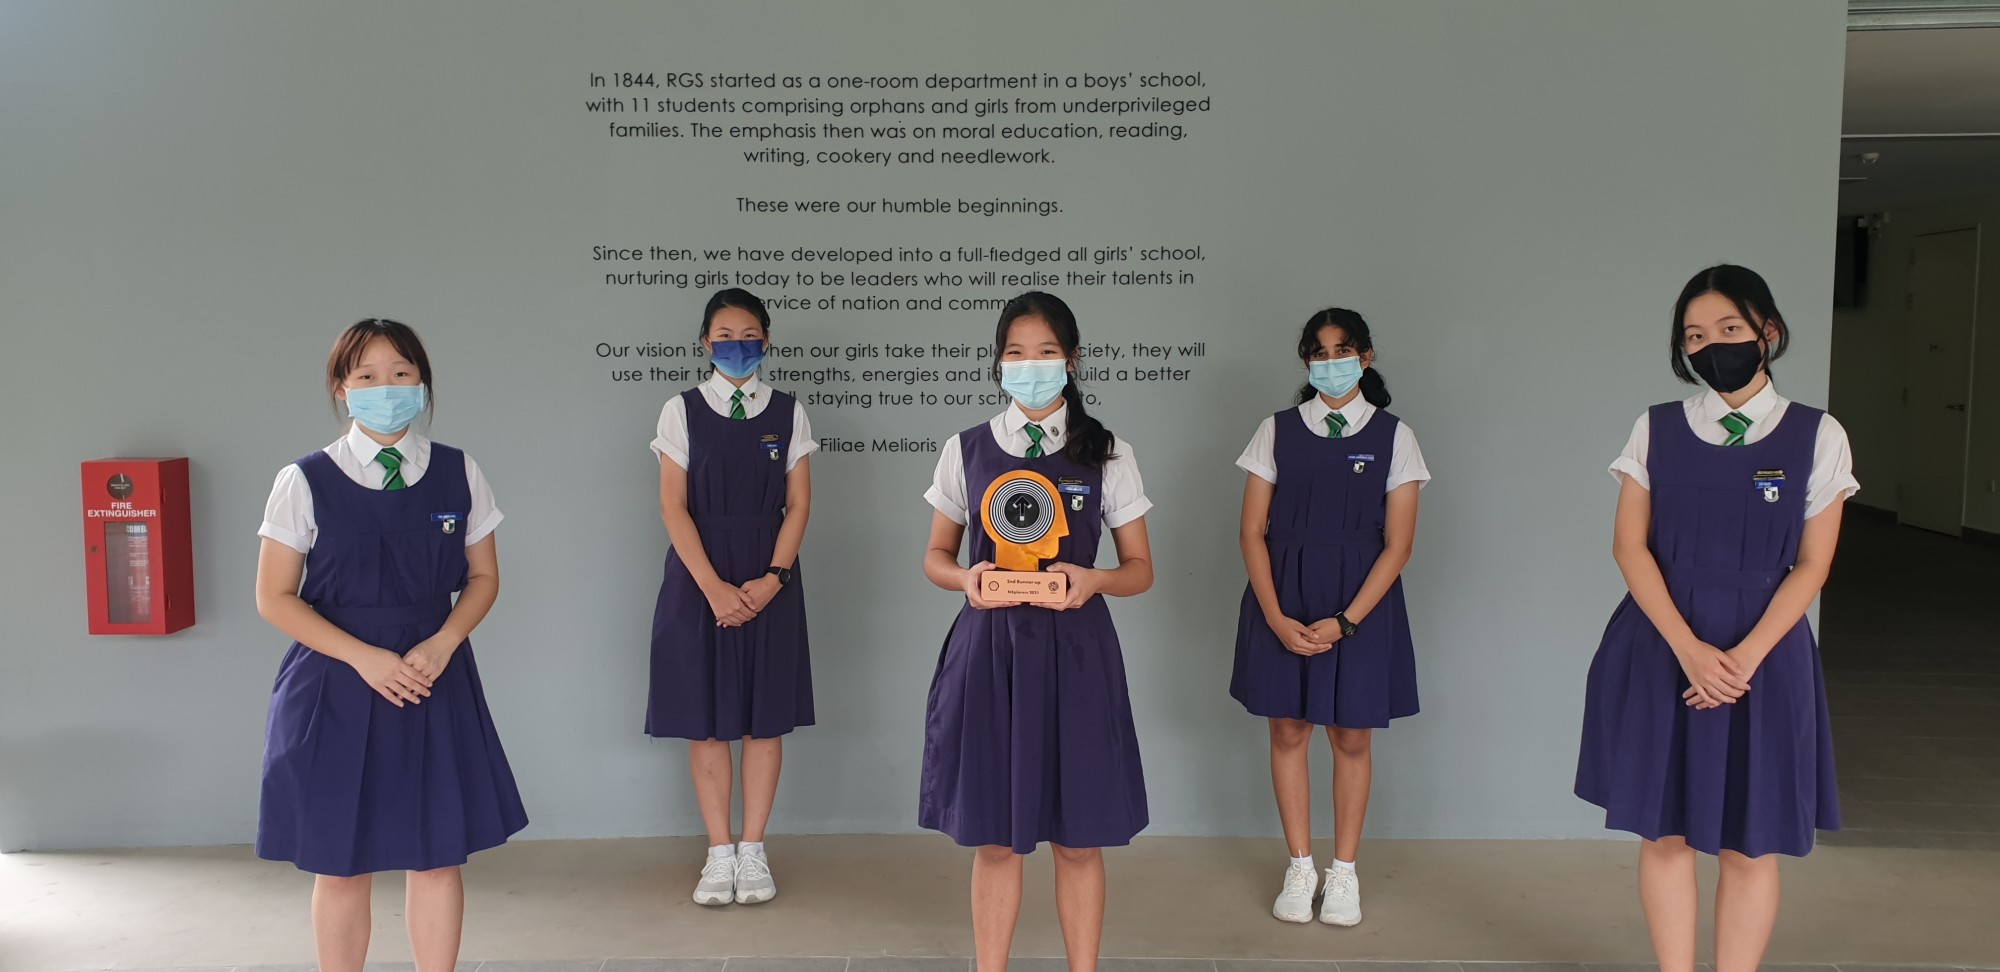 In 1844, RGS started as a one-room department in a boys' school,
with 11 students comprising orphans and girls from underprivileged
families. The emphasis then was on moral education, reading,
writing, cookery and needlework.
These were our humble beginnings.
Since then, we have developed into a full-fledged all girls' school,
nurturing girls today to be leaders who will realise their talents in
ervice of nation and comm
Our vision is hen our girls take their pl ciety, they will
use their strengths, energies and uild a better
staying true to our sch to,
Filiae Melioris
FIRE
EXTINGUISHER
2nd Runner-up